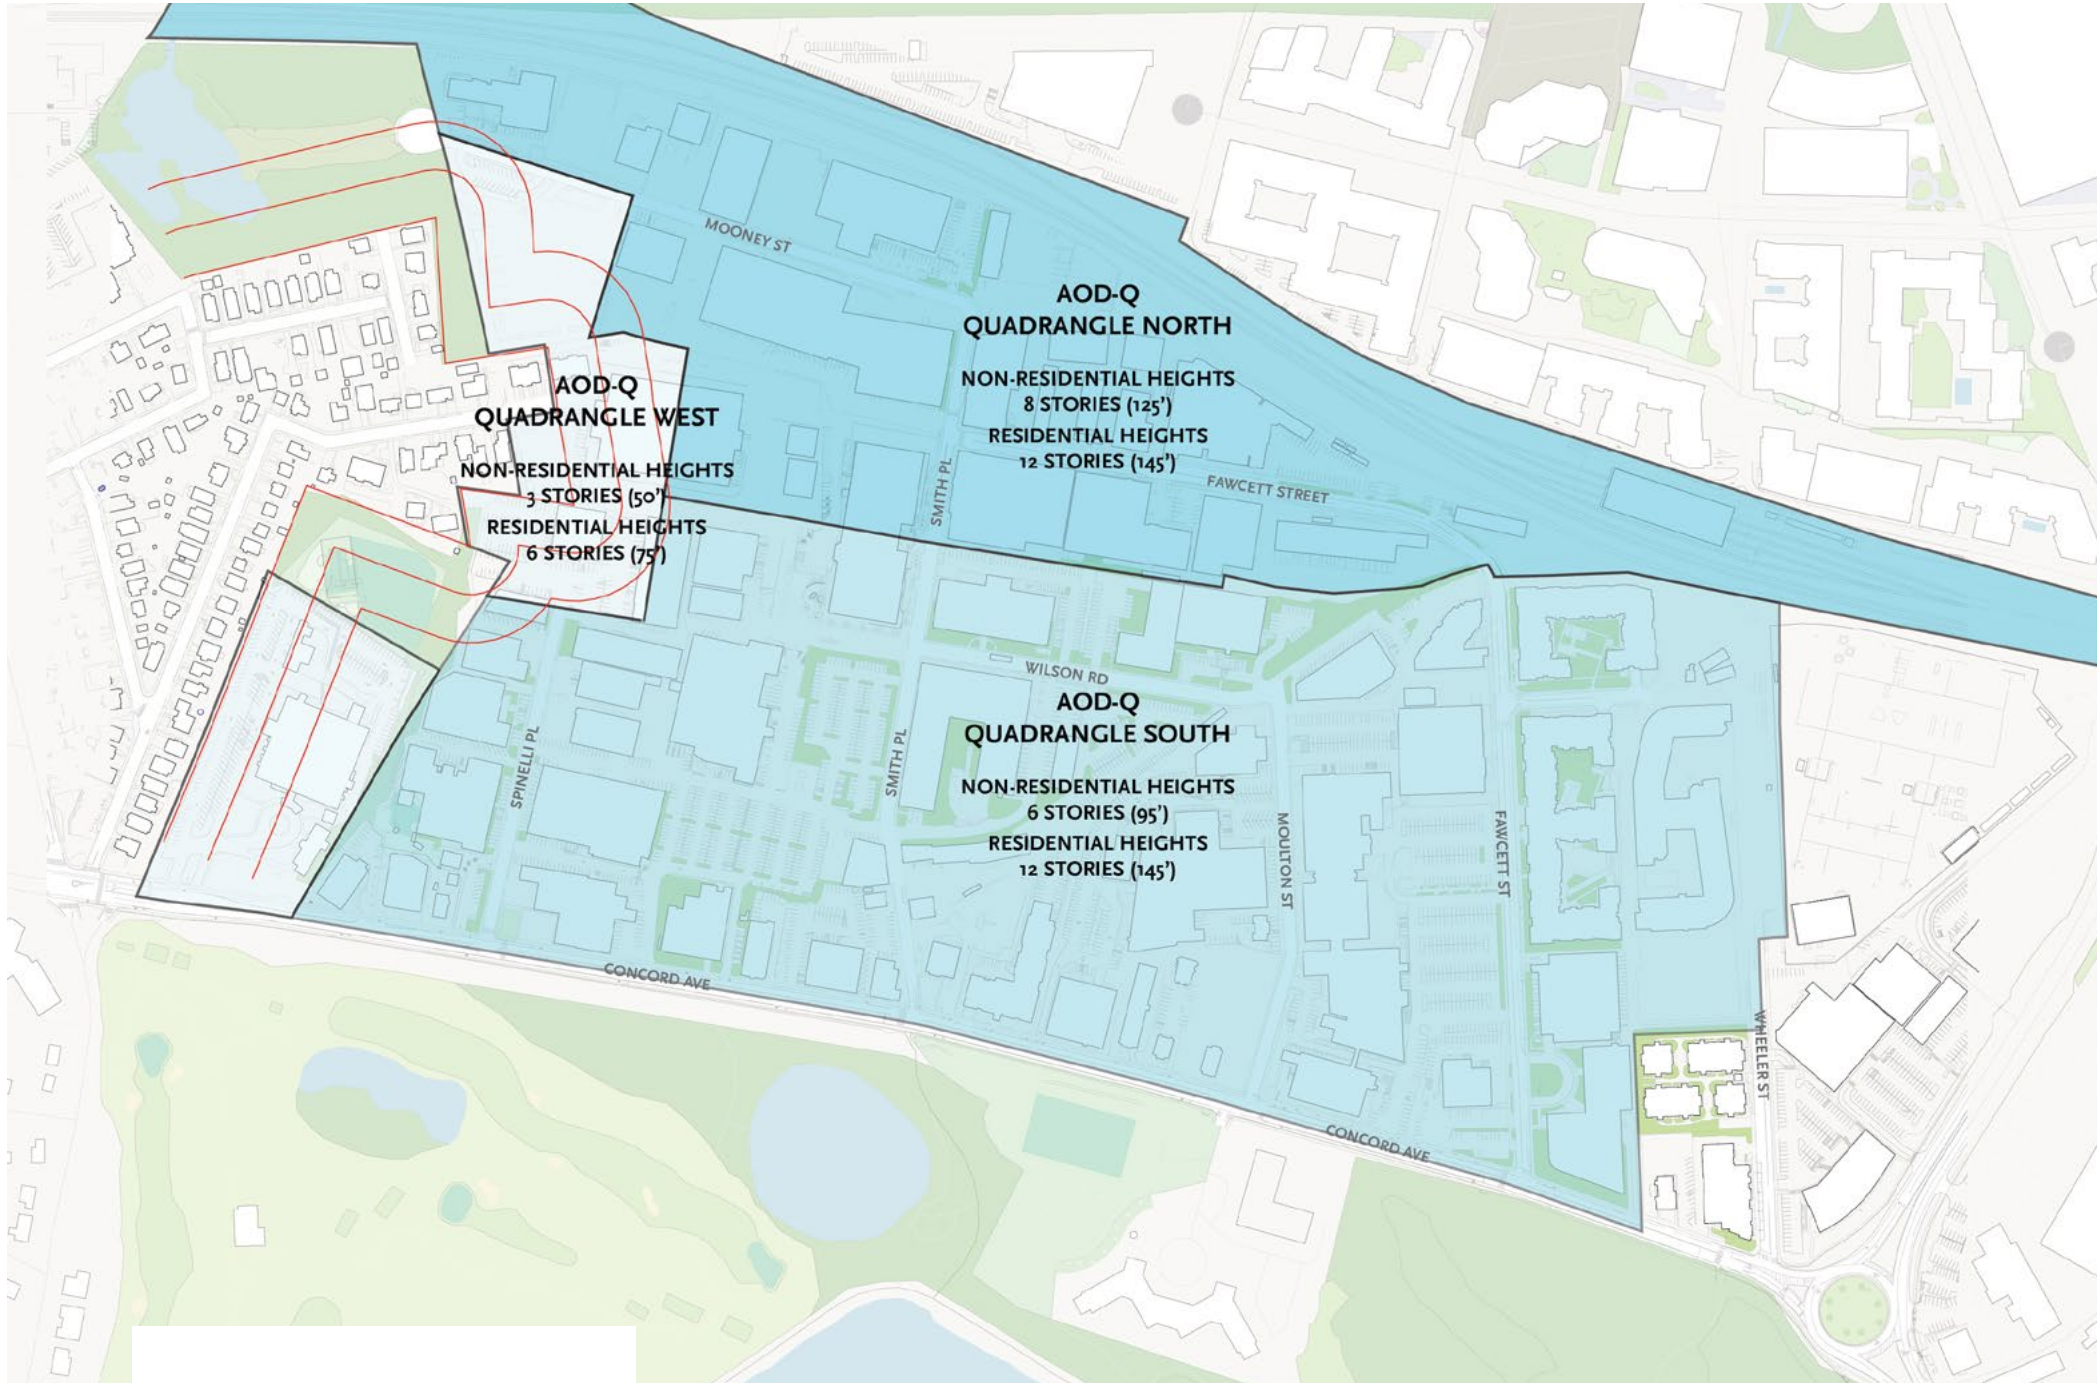 MOONEY ST
AOD-Q
QUADRANGLE NORTH
NON-RESIDENTIAL HEIGHTS
8 STORIES (125')
RESIDENTIAL HEIGHTS
12 STORIES (145')
AOD-Q
QUADRANGLE WEST
NON-RESIDENTIAL HEIGHTS
3 STORIES (50')
RESIDENTIAL HEIGHTS
6 STORIES (75')
SMITH PL
FAWCETT STREET
WILSON RD
AOD-Q
QUADRANGLE SOUTH
NON-RESIDENTIAL HEIGHTS
6 STORIES (95')
RESIDENTIAL HEIGHTS
12 STORIES (145')
SPINELLI PL
SMITH PL
MOULTON ST
FAWCETT ST
CONCORD AVE
WHEELER ST
CONCORD AVE